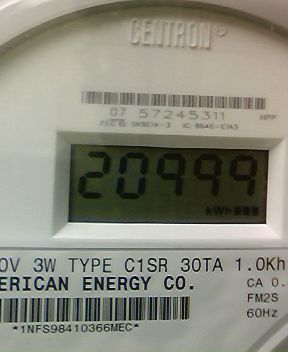 CENTRON®
07 57245311 HPP
20999
kWh
0V 3W TYPE C1SR 30TA 1.0Kh
ERICAN ENERGY CO. CA 0.
FM2S
60Hz
*1NFS98410366MEC*